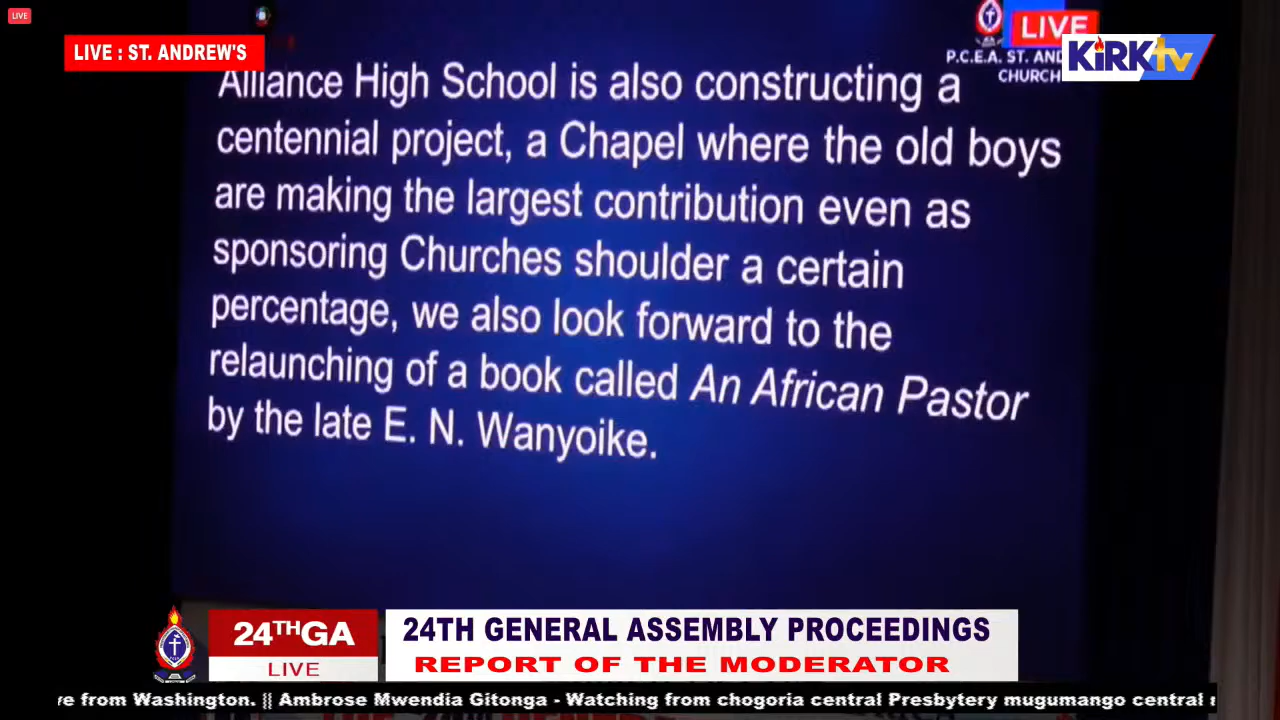 LIVE
LIVE : ST. ANDREW'S
LIVE
P.C.E.A. ST. AND
CHURCH
KiRKtv
Alliance High School is also constructing a
centennial project, a Chapel where the old boys
are making the largest contribution even as
sponsoring Churches shoulder a certain
percentage, we also look forward to the
relaunching of a book called An African Pastor
by the late E. N. Wanyoike.
24THGA
LIVE
24TH GENERAL ASSEMBLY PROCEEDINGS
REPORT OF THE MODERATOR
from Washington. || Ambrose Mwendia Gitonga - Watching from chogoria central Presbytery mugumango central